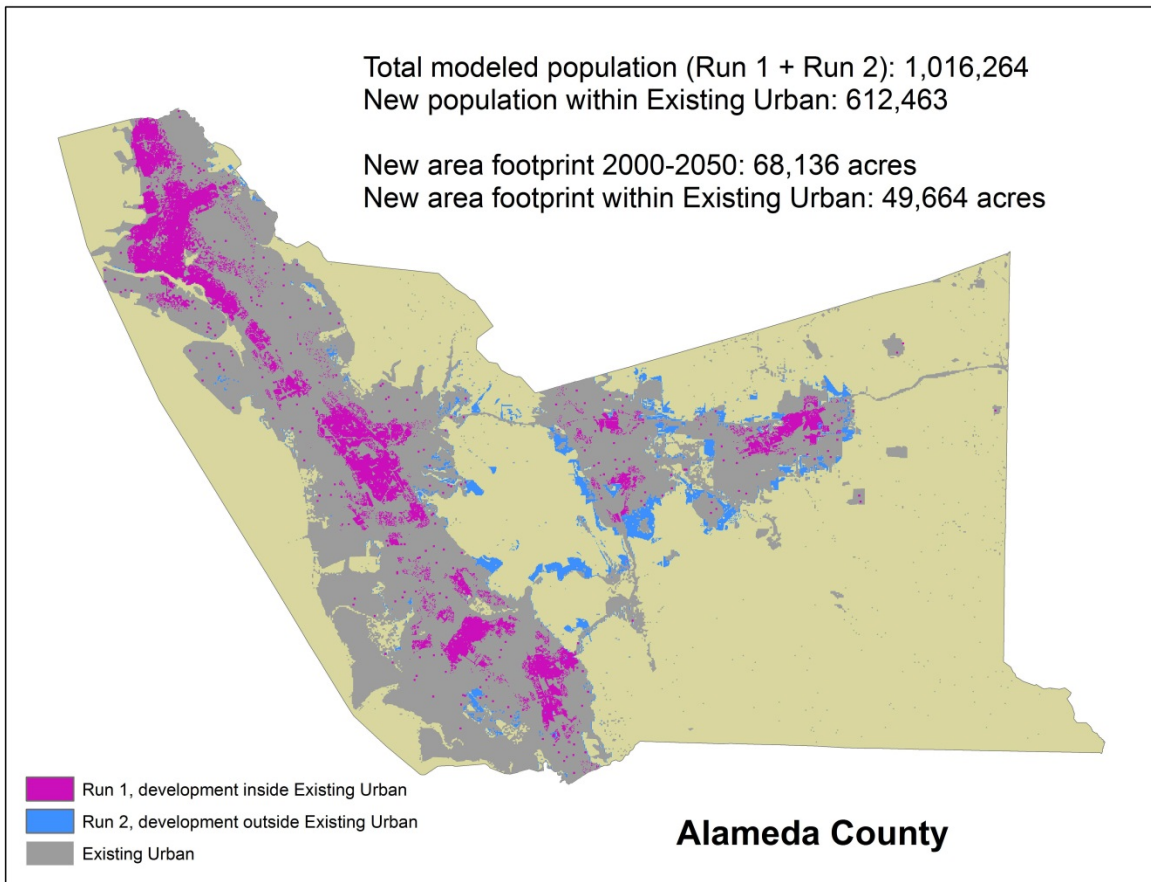 Total modeled population (Run 1 + Run 2): 1,016,264
New population within Existing Urban: 612,463
New area footprint 2000-2050: 68,136 acres
New area footprint within Existing Urban: 49,664 acres
Run 1, development inside Existing Urban
Run 2, development outside Existing Urban
Existing Urban
Alameda County